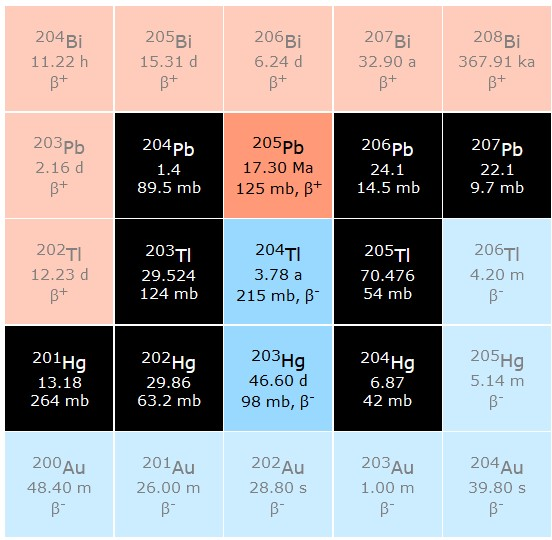 204Bi 205Bi 206Bi 207Bi 208Bi
11.22 h 15.31 d 6.24 d 32.90 a 367.91 ka
β+ β+ β+ β+ β+
203Pb 204Pb 205Pb 206Pb 207Pb
2.16 d 1.4 17.30 Ma 24.1 22.1
β+ 89.5 mb 125 mb, β+ 14.5 mb 9.7 mb
202Tl 203Tl 204Tl 205Tl 206Tl
12.23 d 29.524 3.78 a 70.476 4.20 m
β+ 124 mb 215 mb, β- 54 mb β-
201Hg 202Hg 203Hg 204Hg 205Hg
13.18 29.86 46.60 d 6.87 5.14 m
264 mb 63.2 mb 98 mb, β- 42 mb β-
200Au 201Au 202Au 203Au 204Au
48.40 m 26.00 m 28.80 s 1.00 m 39.80 s
β- β- β- β- β-